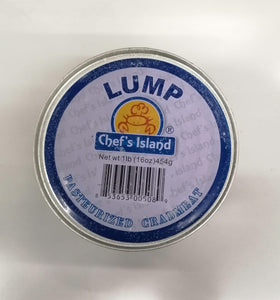 LUMP
®
Chef's Island
Net wt 1lb (16oz) 454g
PASTEURIZED CRABMEAT